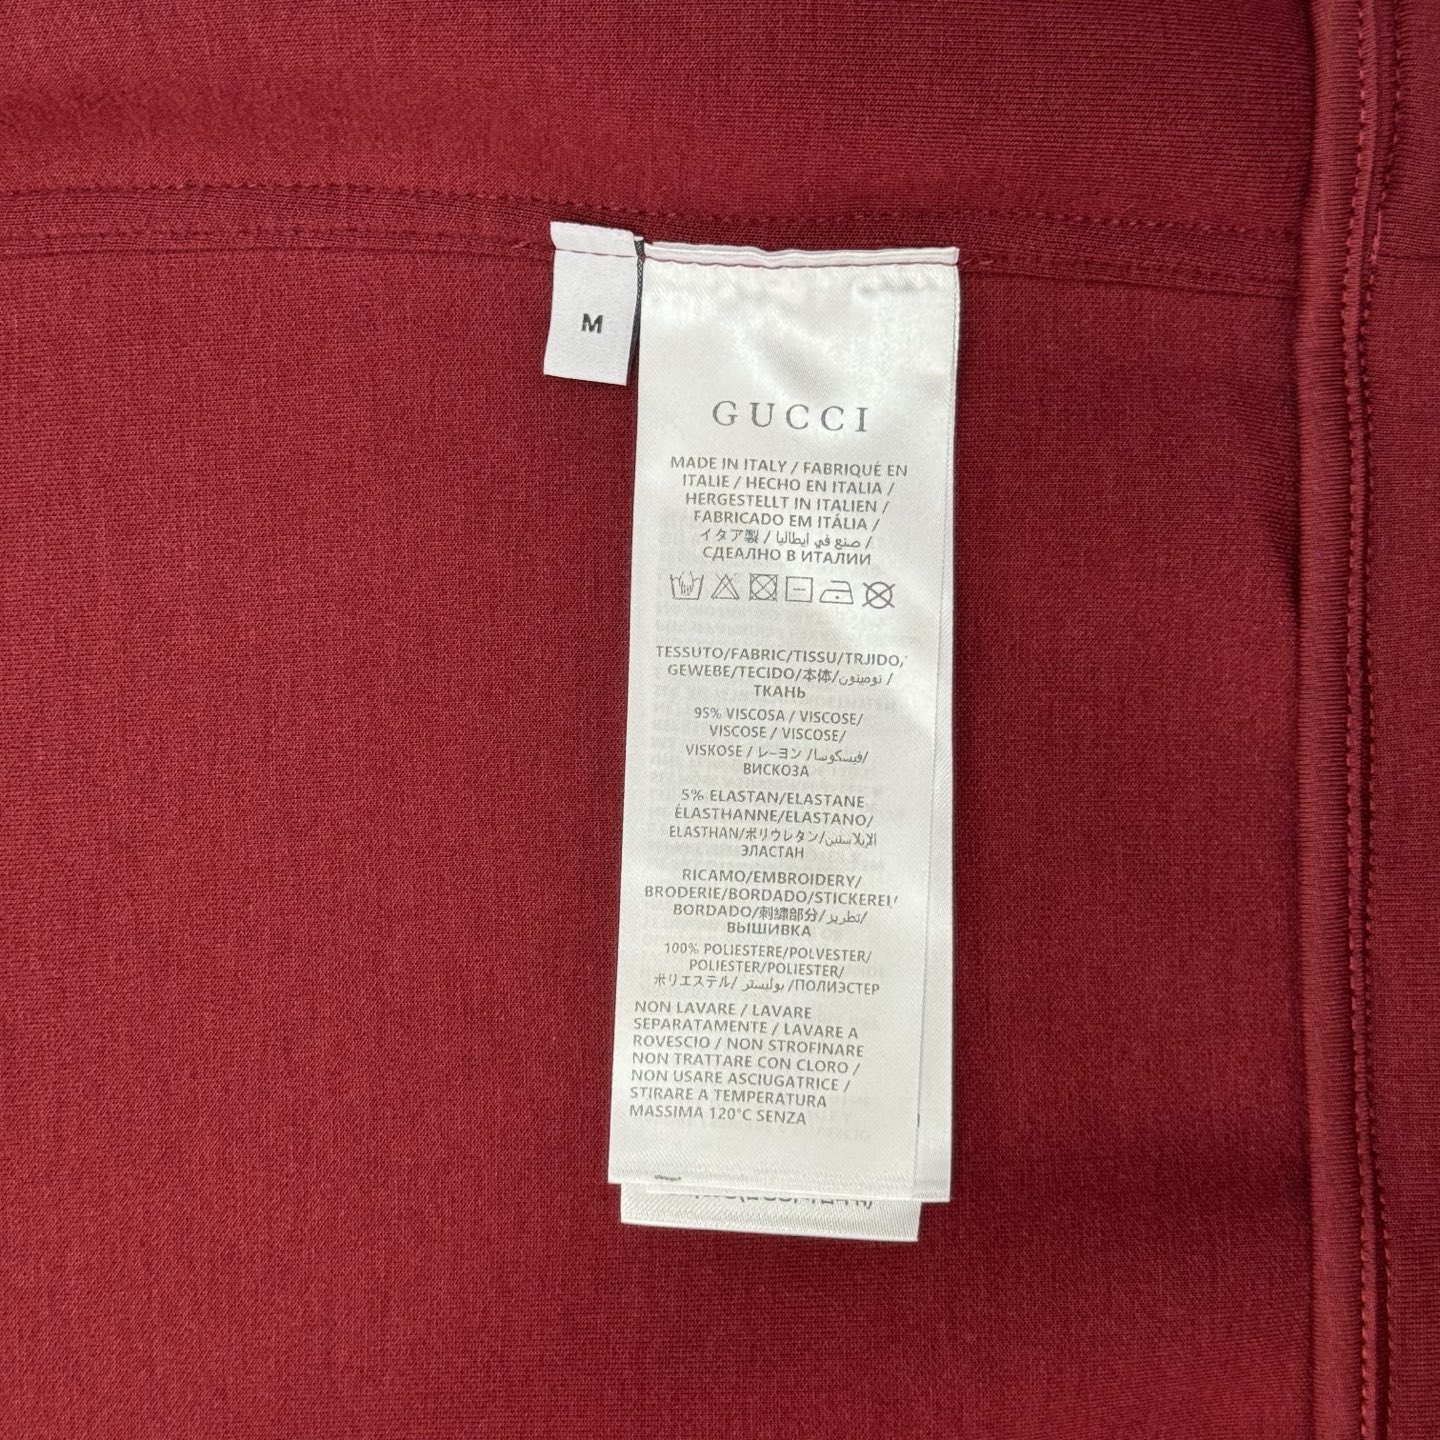 M
GUCCI
MADE IN ITALY / FABRIQUÉ EN
ITALIE / HECHO EN ITALIA /
HERGESTELLT IN ITALIEN /
FABRICADO EM ITÁLIA /
イタア製 / صنع في ايطاليا /
CДЕАЛНО В ИТАЛИИ
TESSUTO/FABRIC/TISSU/TRJIDO,
GEWEBE/TECIDO/本体/نومينون /
ТКАНЬ
95% VISCOSA / VISCOSE/
VISCOSE / VISCOSE/
VISKOSE / レーヨン /فيسكوسا/
ВИСКОЗА
5% ELASTAN/ELASTANE
ÉLASTHANNE/ELASTANO/
ELASTHAN/ポリウレタン/الإيلاستين
ЭЛАСТАН
RICAMO/EMBROIDERY/
BRODERIE/BORDADO/STICKEREI/
BORDADO/刺繍部分/تطريز/
ВЫШИВКА
100% POLIESTERE/POLVESTER/
POLIESTER/POLIESTER/
ポリエステル/ بوليستر /ПОЛИЭСТЕР
NON LAVARE / LAVARE
SEPARATAMENTE / LAVARE A
ROVESCIO / NON STROFINARE
NON TRATTARE CON CLORO /
NON USARE ASCIUGATRICE /
STIRARE A TEMPERATURA
MASSIMA 120°C SENZA